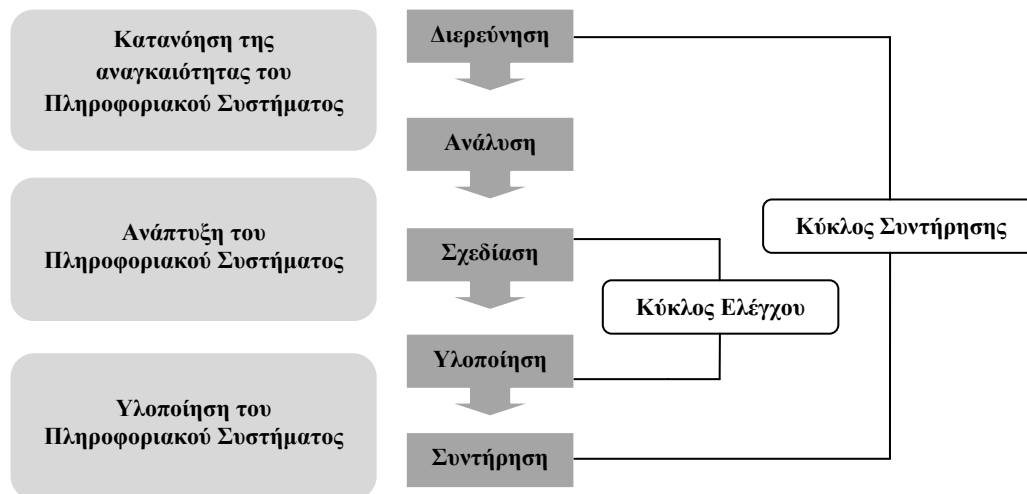 Κατανόηση της
αναγκαιότητας του
Πληροφοριακού Συστήματος
Διερεύνηση
Ανάλυση
Ανάπτυξη του
Πληροφοριακού Συστήματος
Σχεδίαση
Κύκλος Συντήρησης
Κύκλος Ελέγχου
Υλοποίηση
Υλοποίηση του
Πληροφοριακού Συστήματος
Συντήρηση